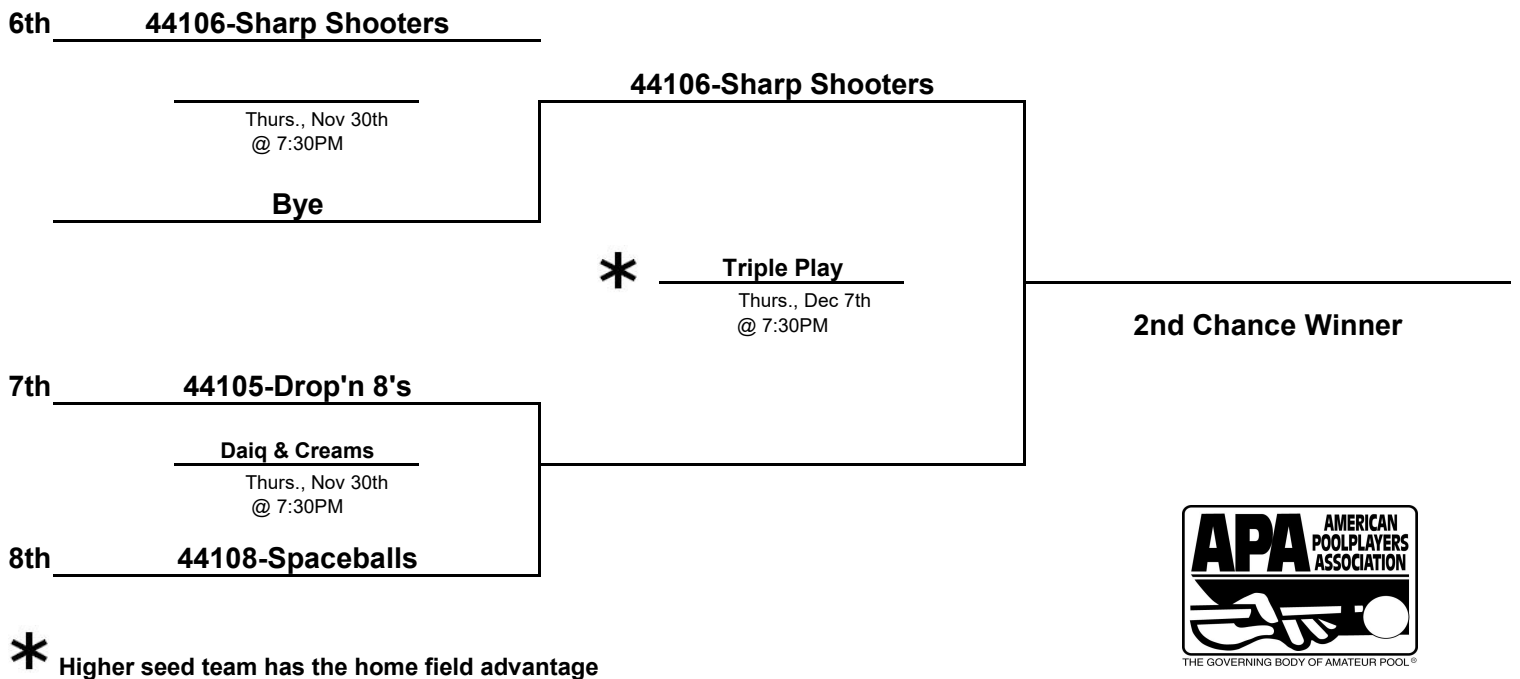 6th 44106-Sharp Shooters
44106-Sharp Shooters
Thurs., Nov 30th
@ 7:30PM
Bye
* Triple Play
Thurs., Dec 7th
@ 7:30PM
2nd Chance Winner
7th 44105-Drop'n 8's
Daiq & Creams
Thurs., Nov 30th
@ 7:30PM
8th 44108-Spaceballs
APA AMERICAN
POOLPLAYERS
ASSOCIATION
THE GOVERNING BODY OF AMATEUR POOL®
* Higher seed team has the home field advantage